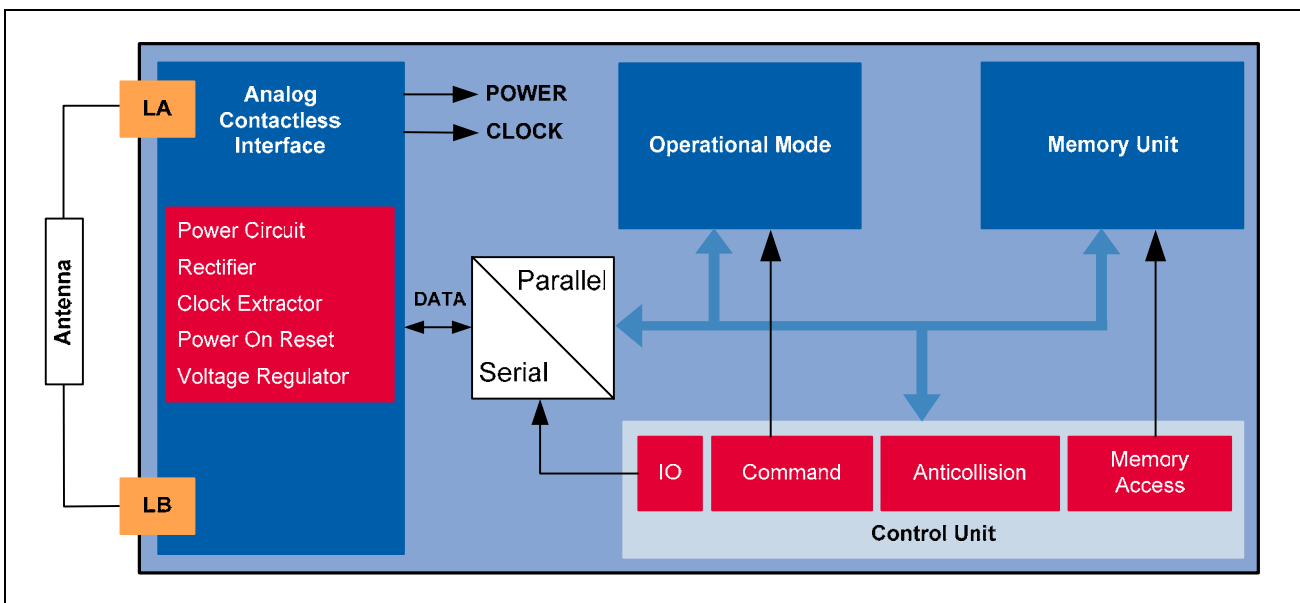 LA
Analog
Contactless
Interface
POWER
CLOCK
Operational Mode
Memory Unit
Power Circuit
Rectifier
Clock Extractor
Power On Reset
Voltage Regulator
Antenna
DATA
Parallel
Serial
LB
IO
Command
Anticollision
Memory
Access
Control Unit